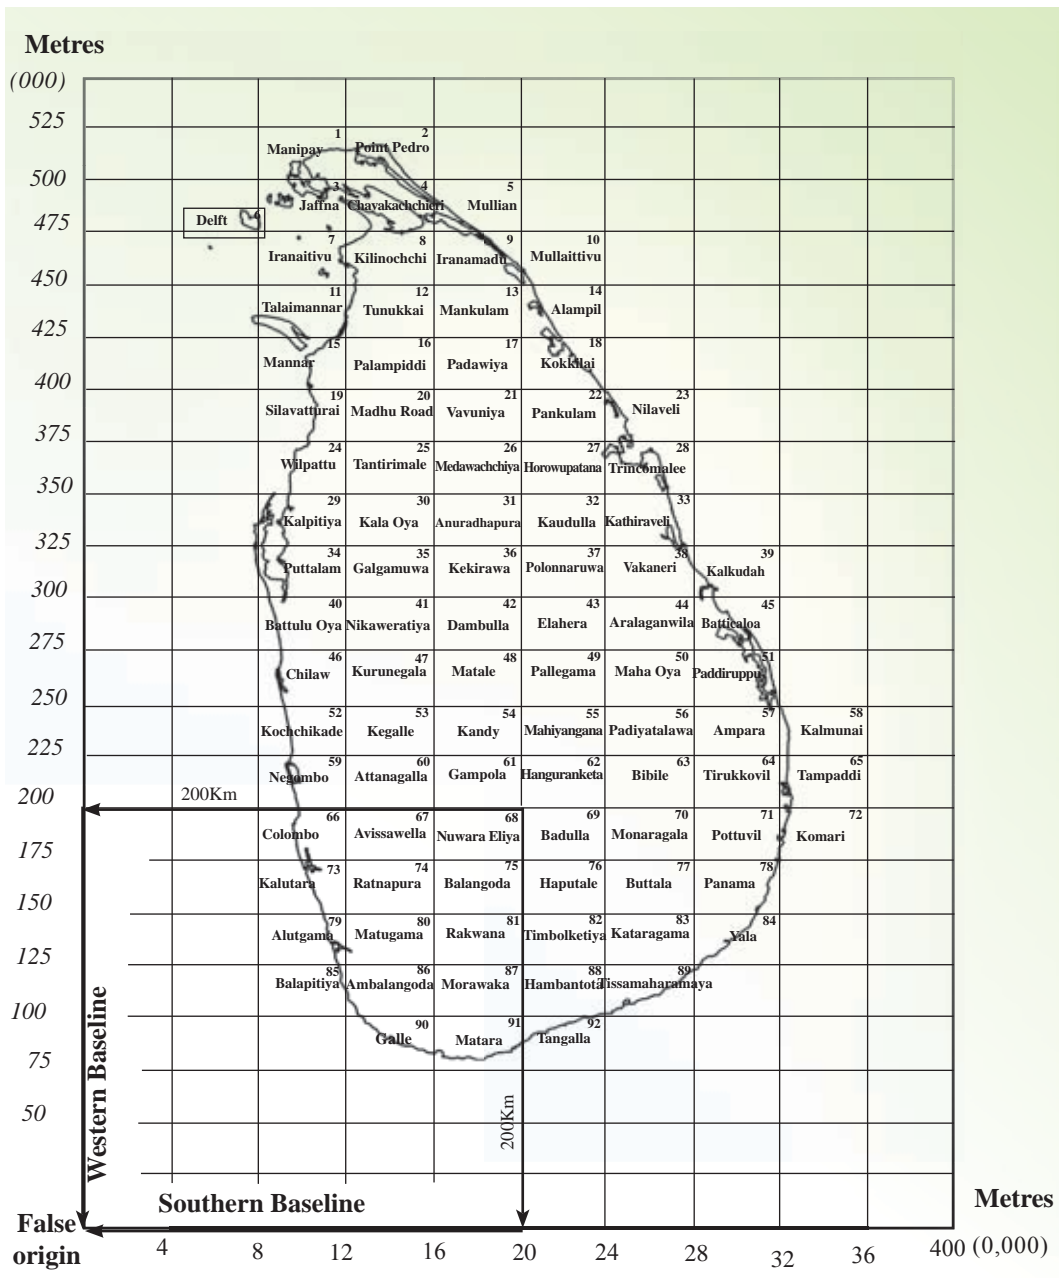 Metres
(000)
525
1 2
Manipay Point Pedro
500
3 4 5
Jaffna Chavakachcheri Mullian
Delft 6
475
7 8 9 10
Iranaitivu Kilinochchi Iranamadu Mullaittivu
450
11 12 13 14
Talaimannar Tunukkai Mankulam Alampil
425
15 16 17 18
Mannar Palampiddi Padawiya Kokkilai
400
19 20 21 22 23
Silavatturai Madhu Road Vavuniya Pankulam Nilaveli
375
24 25 26 27 28
Wilpattu Tantirimale Medawachchiya Horowupatana Trincomalee
350
29 30 31 32 33
Kalpitiya Kala Oya Anuradhapura Kaudulla Kathiraveli
325
34 35 36 37 38 39
Puttalam Galgamuwa Kekirawa Polonnaruwa Vakaneri Kalkudah
300
40 41 42 43 44 45
Battulu Oya Nikaweratiya Dambulla Elahera Aralaganwila Batticaloa
275
46 47 48 49 50 51
Chilaw Kurunegala Matale Pallegama Maha Oya Paddiruppu
250
52 53 54 55 56 57 58
Kochchikade Kegalle Kandy Mahiyangana Padiyatalawa Ampara Kalmunai
225
59 60 61 62 63 64 65
Negombo Attanagalla Gampola Hanguranketa Bibile Tirukkovil Tampaddi
200
200Km
66 67 68 69 70 71 72
Colombo Avissawella Nuwara Eliya Badulla Monaragala Pottuvil Komari
175
73 74 75 76 77 78
Kalutara Ratnapura Balangoda Haputale Buttala Panama
150
79 80 81 82 83 84
Alutgama Matugama Rakwana Timbolketiya Kataragama Yala
125
85 86 87 88 89
Balapitiya Ambalangoda Morawaka Hambantota Tissamaharamaya
100
90 91 92
Galle Matara Tangalla
75
50
Western Baseline
200Km
Southern Baseline
Metres
False
origin
4 8 12 16 20 24 28 32 36 400 (0,000)